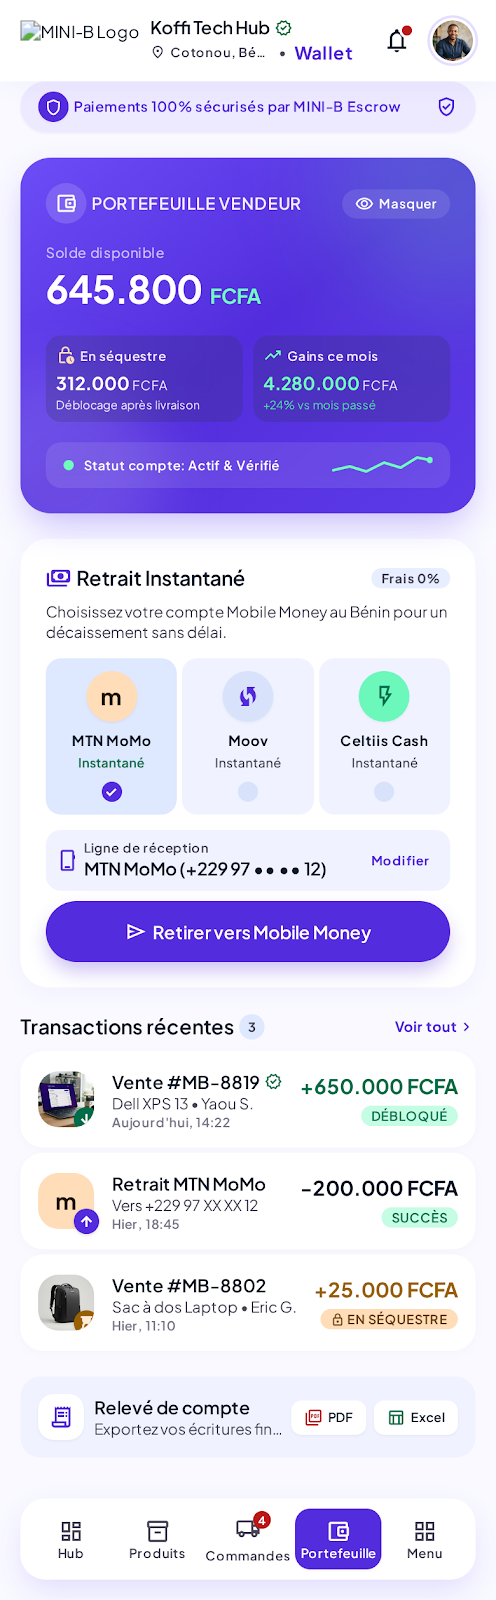 MINI-B Logo
Koffi Tech Hub
Cotonou, Bé… • Wallet
Paiements 100% sécurisés par MINI-B Escrow
PORTEFEUILLE VENDEUR
Masquer
Solde disponible
645.800 FCFA
En séquestre
312.000 FCFA
Déblocage après livraison
Gains ce mois
4.280.000 FCFA
+24% vs mois passé
Statut compte: Actif & Vérifié
Retrait Instantané
Frais 0%
Choisissez votre compte Mobile Money au Bénin pour un
décaissement sans délai.
m
MTN MoMo
Instantané
Moov
Instantané
Celtiis Cash
Instantané
Ligne de réception
MTN MoMo (+229 97 •• •• 12)
Modifier
Retirer vers Mobile Money
Transactions récentes 3
Voir tout
Vente #MB-8819
Dell XPS 13 • Yaou S.
Aujourd'hui, 14:22
+650.000 FCFA
DÉBLOQUÉ
m
Retrait MTN MoMo
Vers +229 97 XX XX 12
Hier, 18:45
-200.000 FCFA
SUCCÈS
Vente #MB-8802
Sac à dos Laptop • Eric G.
Hier, 11:10
+25.000 FCFA
EN SÉQUESTRE
Relevé de compte
Exportez vos écritures fin…
PDF
Excel
Hub
Produits
4
Commandes
Portefeuille
Menu